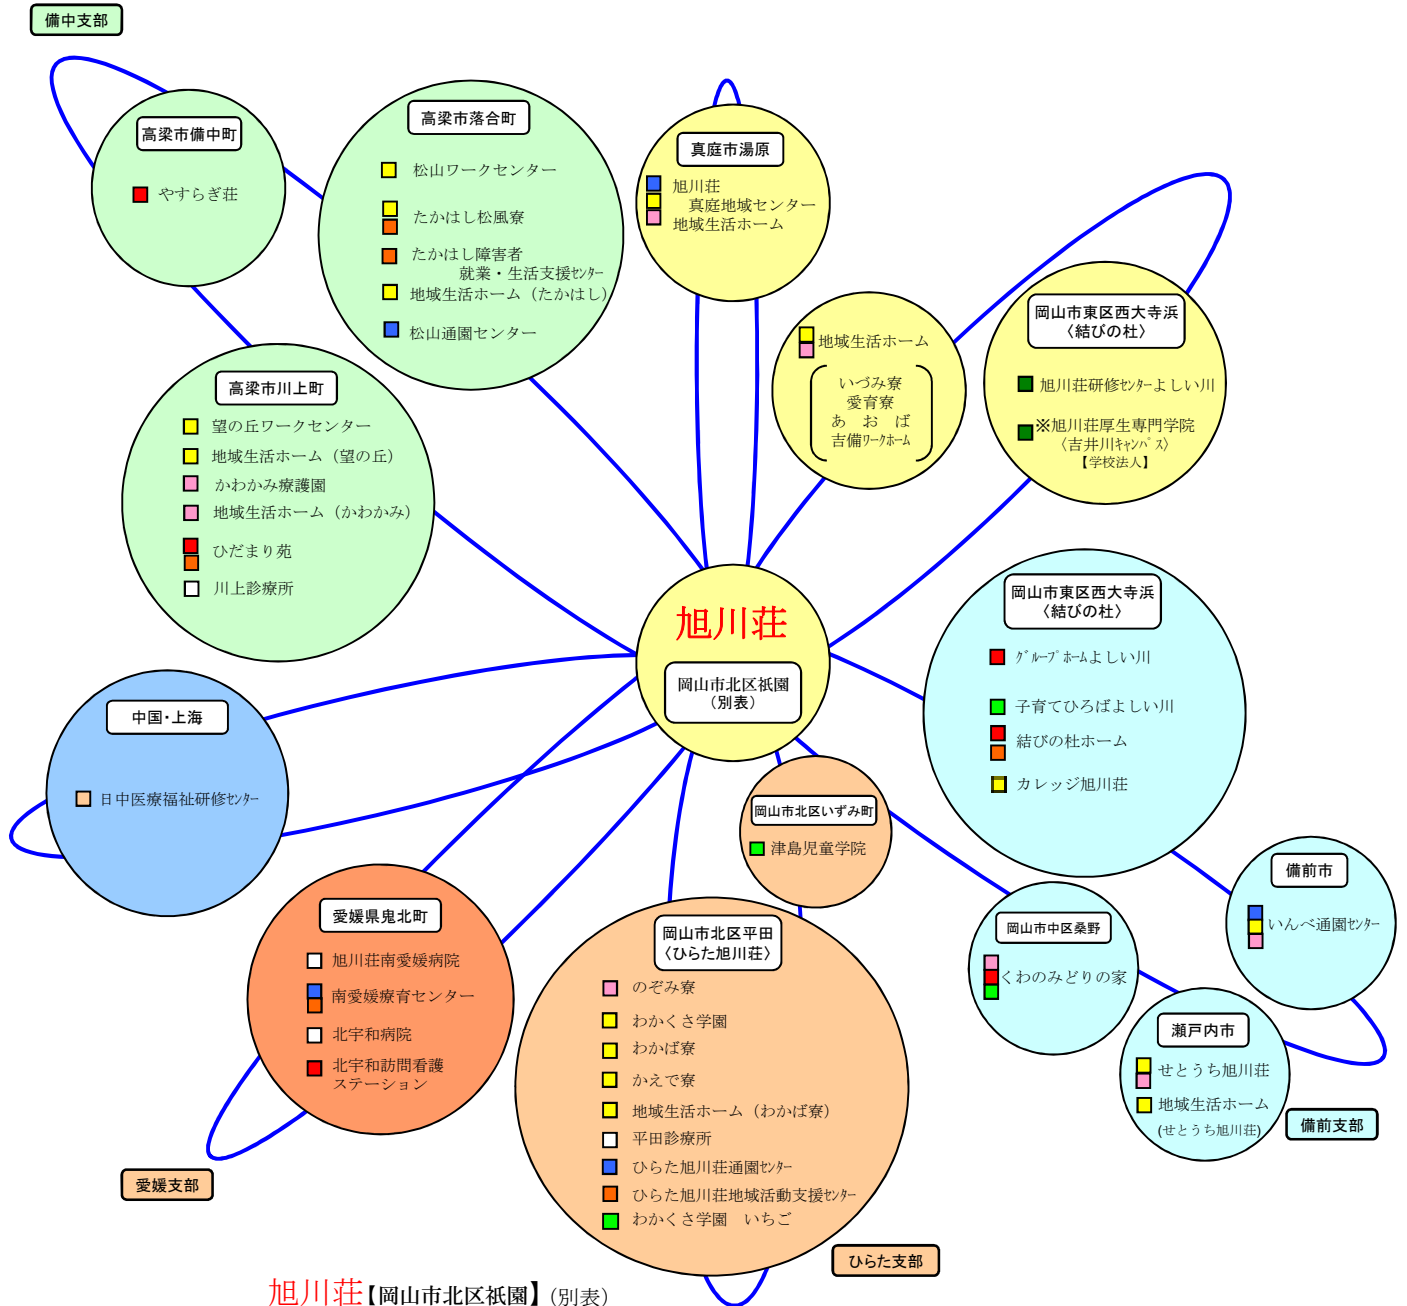 備中支部
高梁市備中町
やすらぎ荘
高梁市落合町
松山ワークセンター
たかはし松風寮
たかはし障害者
就業・生活支援ｾﾝﾀｰ
地域生活ホーム（たかはし）
松山通園センター
真庭市湯原
旭川荘
真庭地域センター
地域生活ホーム
地域生活ホーム
いづみ寮
愛育寮
あ　お　ば
吉備ﾜｰｸﾎｰﾑ
岡山市東区西大寺浜
〈結びの杜〉
旭川荘研修ｾﾝﾀｰよしい川
※旭川荘厚生専門学院
〈吉井川ｷｬﾝﾊﾟｽ〉
【学校法人】
高梁市川上町
望の丘ワークセンター
地域生活ホーム（望の丘）
かわかみ療護園
地域生活ホーム（かわかみ）
ひだまり苑
川上診療所
旭川荘
岡山市北区祇園
（別表）
岡山市東区西大寺浜
〈結びの杜〉
ｸﾞﾙｰﾌﾟﾎｰﾑよしい川
子育てひろばよしい川
結びの杜ホーム
カレッジ旭川荘
中国・上海
日中医療福祉研修ｾﾝﾀｰ
岡山市北区いずみ町
津島児童学院
備前市
いんべ通園ｾﾝﾀｰ
愛媛県鬼北町
旭川荘南愛媛病院
南愛媛療育センター
北宇和病院
北宇和訪問看護
ステーション
岡山市北区平田
〈ひらた旭川荘〉
のぞみ寮
わかくさ学園
わかば寮
かえで寮
地域生活ホーム（わかば寮）
平田診療所
ひらた旭川荘通園ｾﾝﾀｰ
ひらた旭川荘地域活動支援ｾﾝﾀｰ
わかくさ学園　いちご
岡山市中区桑野
くわのみどりの家
瀬戸内市
せとうち旭川荘
地域生活ホーム
(せとうち旭川荘)
備前支部
愛媛支部
ひらた支部
旭川荘【岡山市北区祇園】（別表）